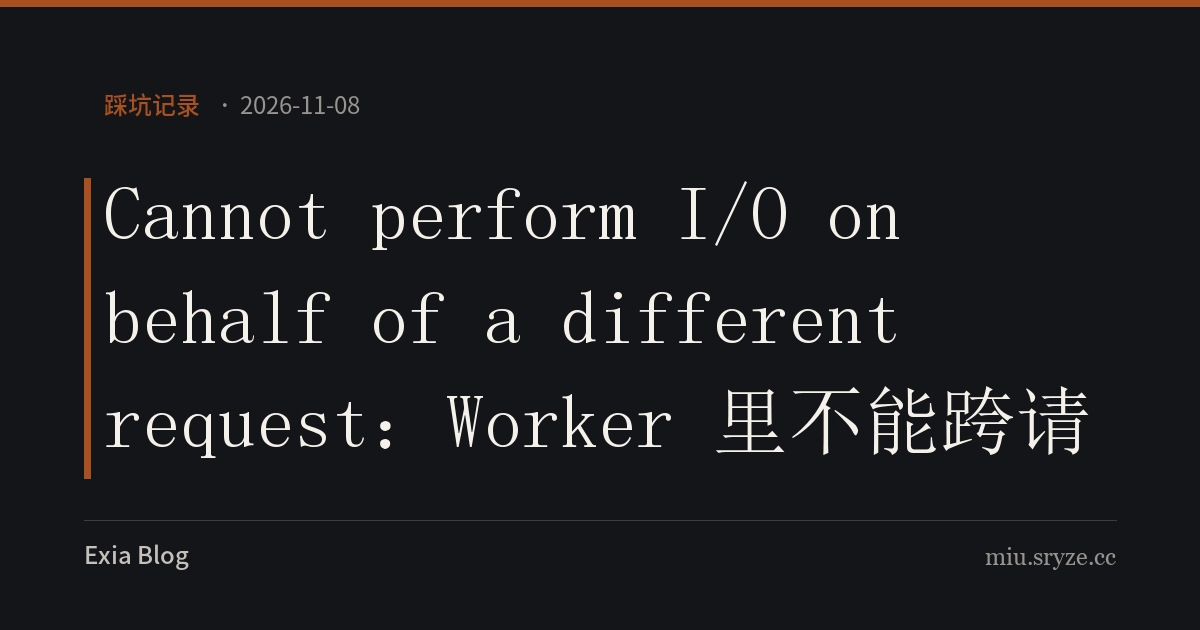 踩坑记录 · 2026-11-08
Cannot perform I/O on
behalf of a different
request：Worker 里不能跨请
Exia Blog
miu.sryze.cc